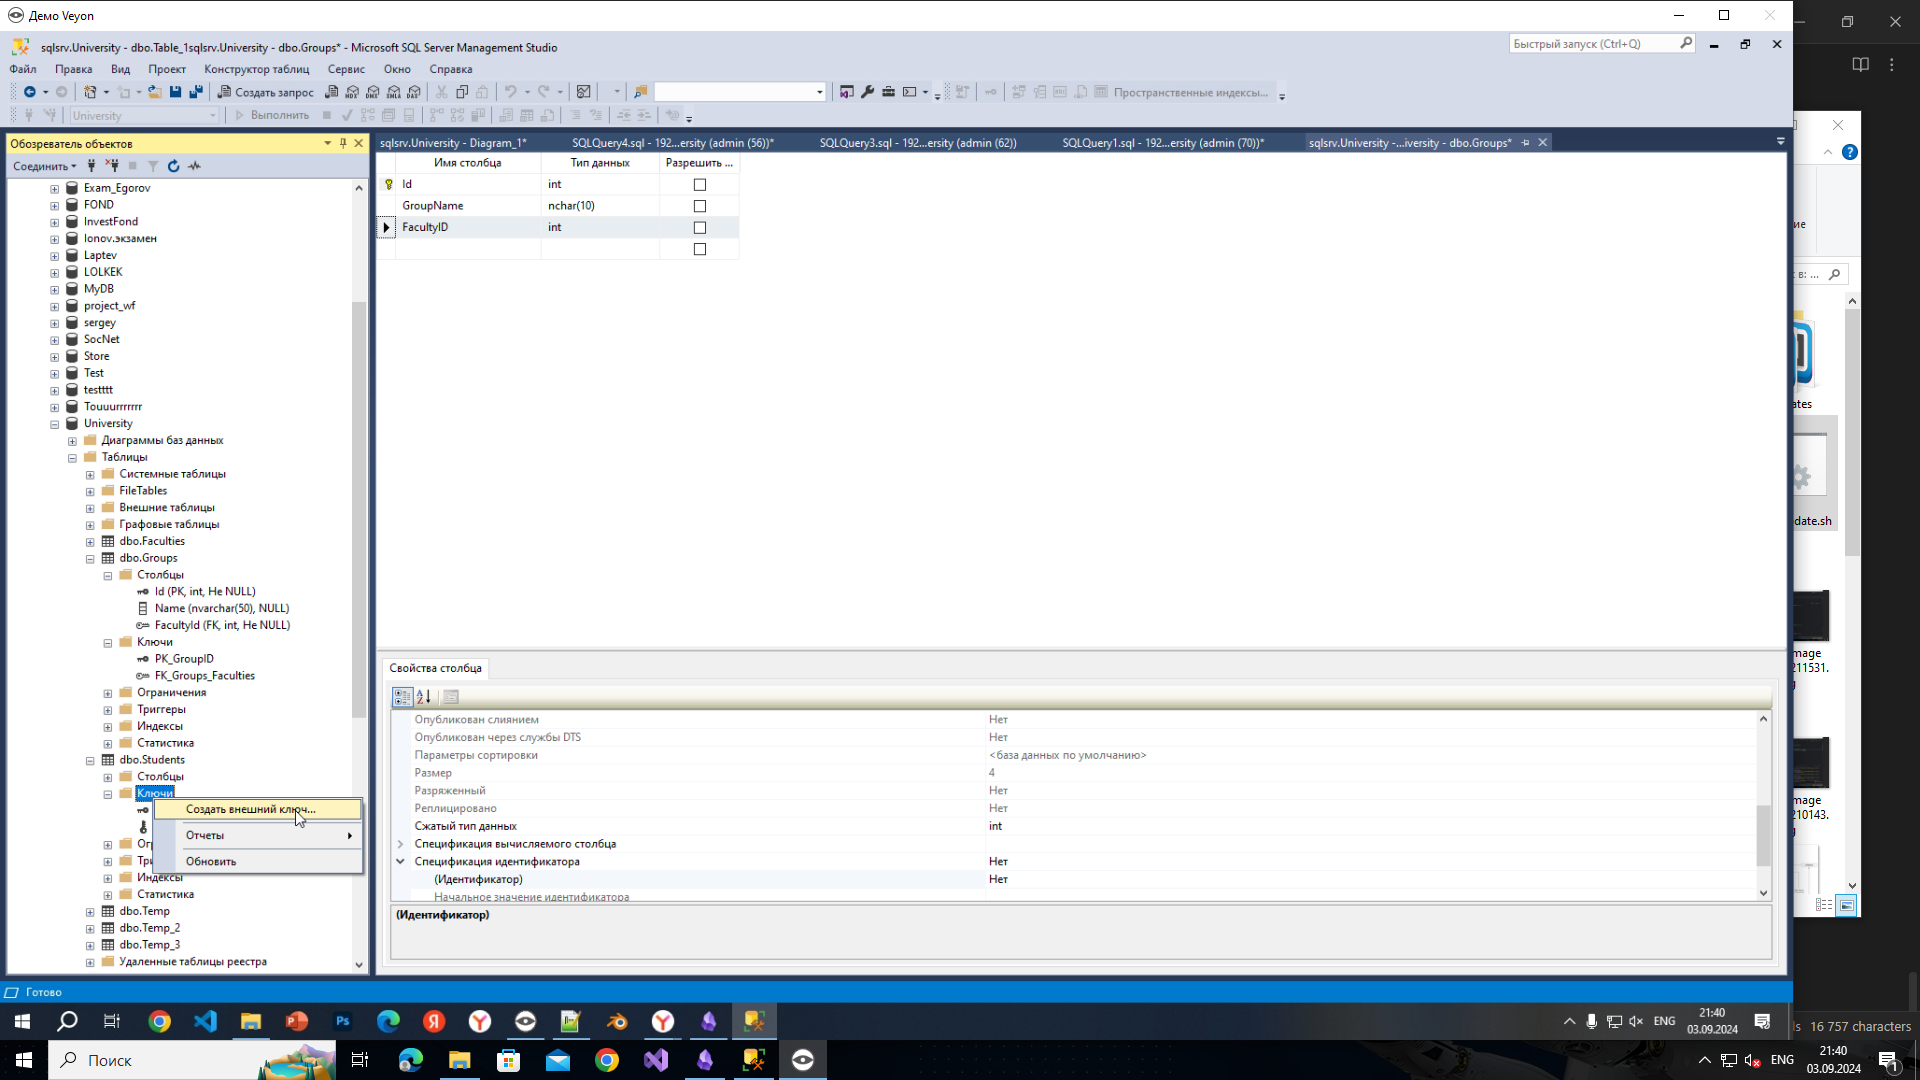 Демо Veyon
sqlsrv.University - dbo.Table_1sqlsrv.University - dbo.Groups* - Microsoft SQL Server Management Studio
Быстрый запуск (Ctrl+Q)
Файл Правка Вид Проект Конструктор таблиц Сервис Окно Справка
Создать запрос
MDX DMX XMLA DAX
Пространственные индексы...
University
Выполнить
Обозреватель объектов
sqlsrv.University - Diagram_1*
SQLQuery4.sql - 192...ersity (admin (56))*
SQLQuery3.sql - 192...ersity (admin (62))
SQLQuery1.sql - 192...ersity (admin (70))*
sqlsrv.University -...iversity - dbo.Groups*
Соединить
Имя столбца Тип данных Разрешить ...
Id int
GroupName nchar(10)
FacultyID int
Exam_Egorov
FOND
InvestFond
Ionov.экзамен
Laptev
LOLKEK
MyDB
project_wf
sergey
SocNet
Store
Test
testttt
Touuurrrrrrr
University
Диаграммы баз данных
Таблицы
Системные таблицы
FileTables
Внешние таблицы
Графовые таблицы
dbo.Faculties
dbo.Groups
Столбцы
Id (PK, int, Не NULL)
Name (nvarchar(50), NULL)
FacultyId (FK, int, Не NULL)
Ключи
PK_GroupID
FK_Groups_Faculties
Ограничения
Триггеры
Индексы
Статистика
dbo.Students
Столбцы
Ключи
Создать внешний ключ...
Отчеты
Обновить
Ог
Три
Индексы
Статистика
dbo.Temp
dbo.Temp_2
dbo.Temp_3
Удаленные таблицы реестра
Свойства столбца
Опубликован слиянием Нет
Опубликован через службы DTS Нет
Параметры сортировки <база данных по умолчанию>
Размер 4
Разреженный Нет
Реплицировано Нет
Сжатый тип данных int
Спецификация вычисляемого столбца
Спецификация идентификатора Нет
(Идентификатор) Нет
Начальное значение идентификатора
(Идентификатор)
Готово
ие
в: ...
ates
date.sh
mage
211531.
g
mage
210143.
g
ENG
21:40
03.09.2024
ls 16 757 characters
Поиск
ENG
21:40
03.09.2024
1